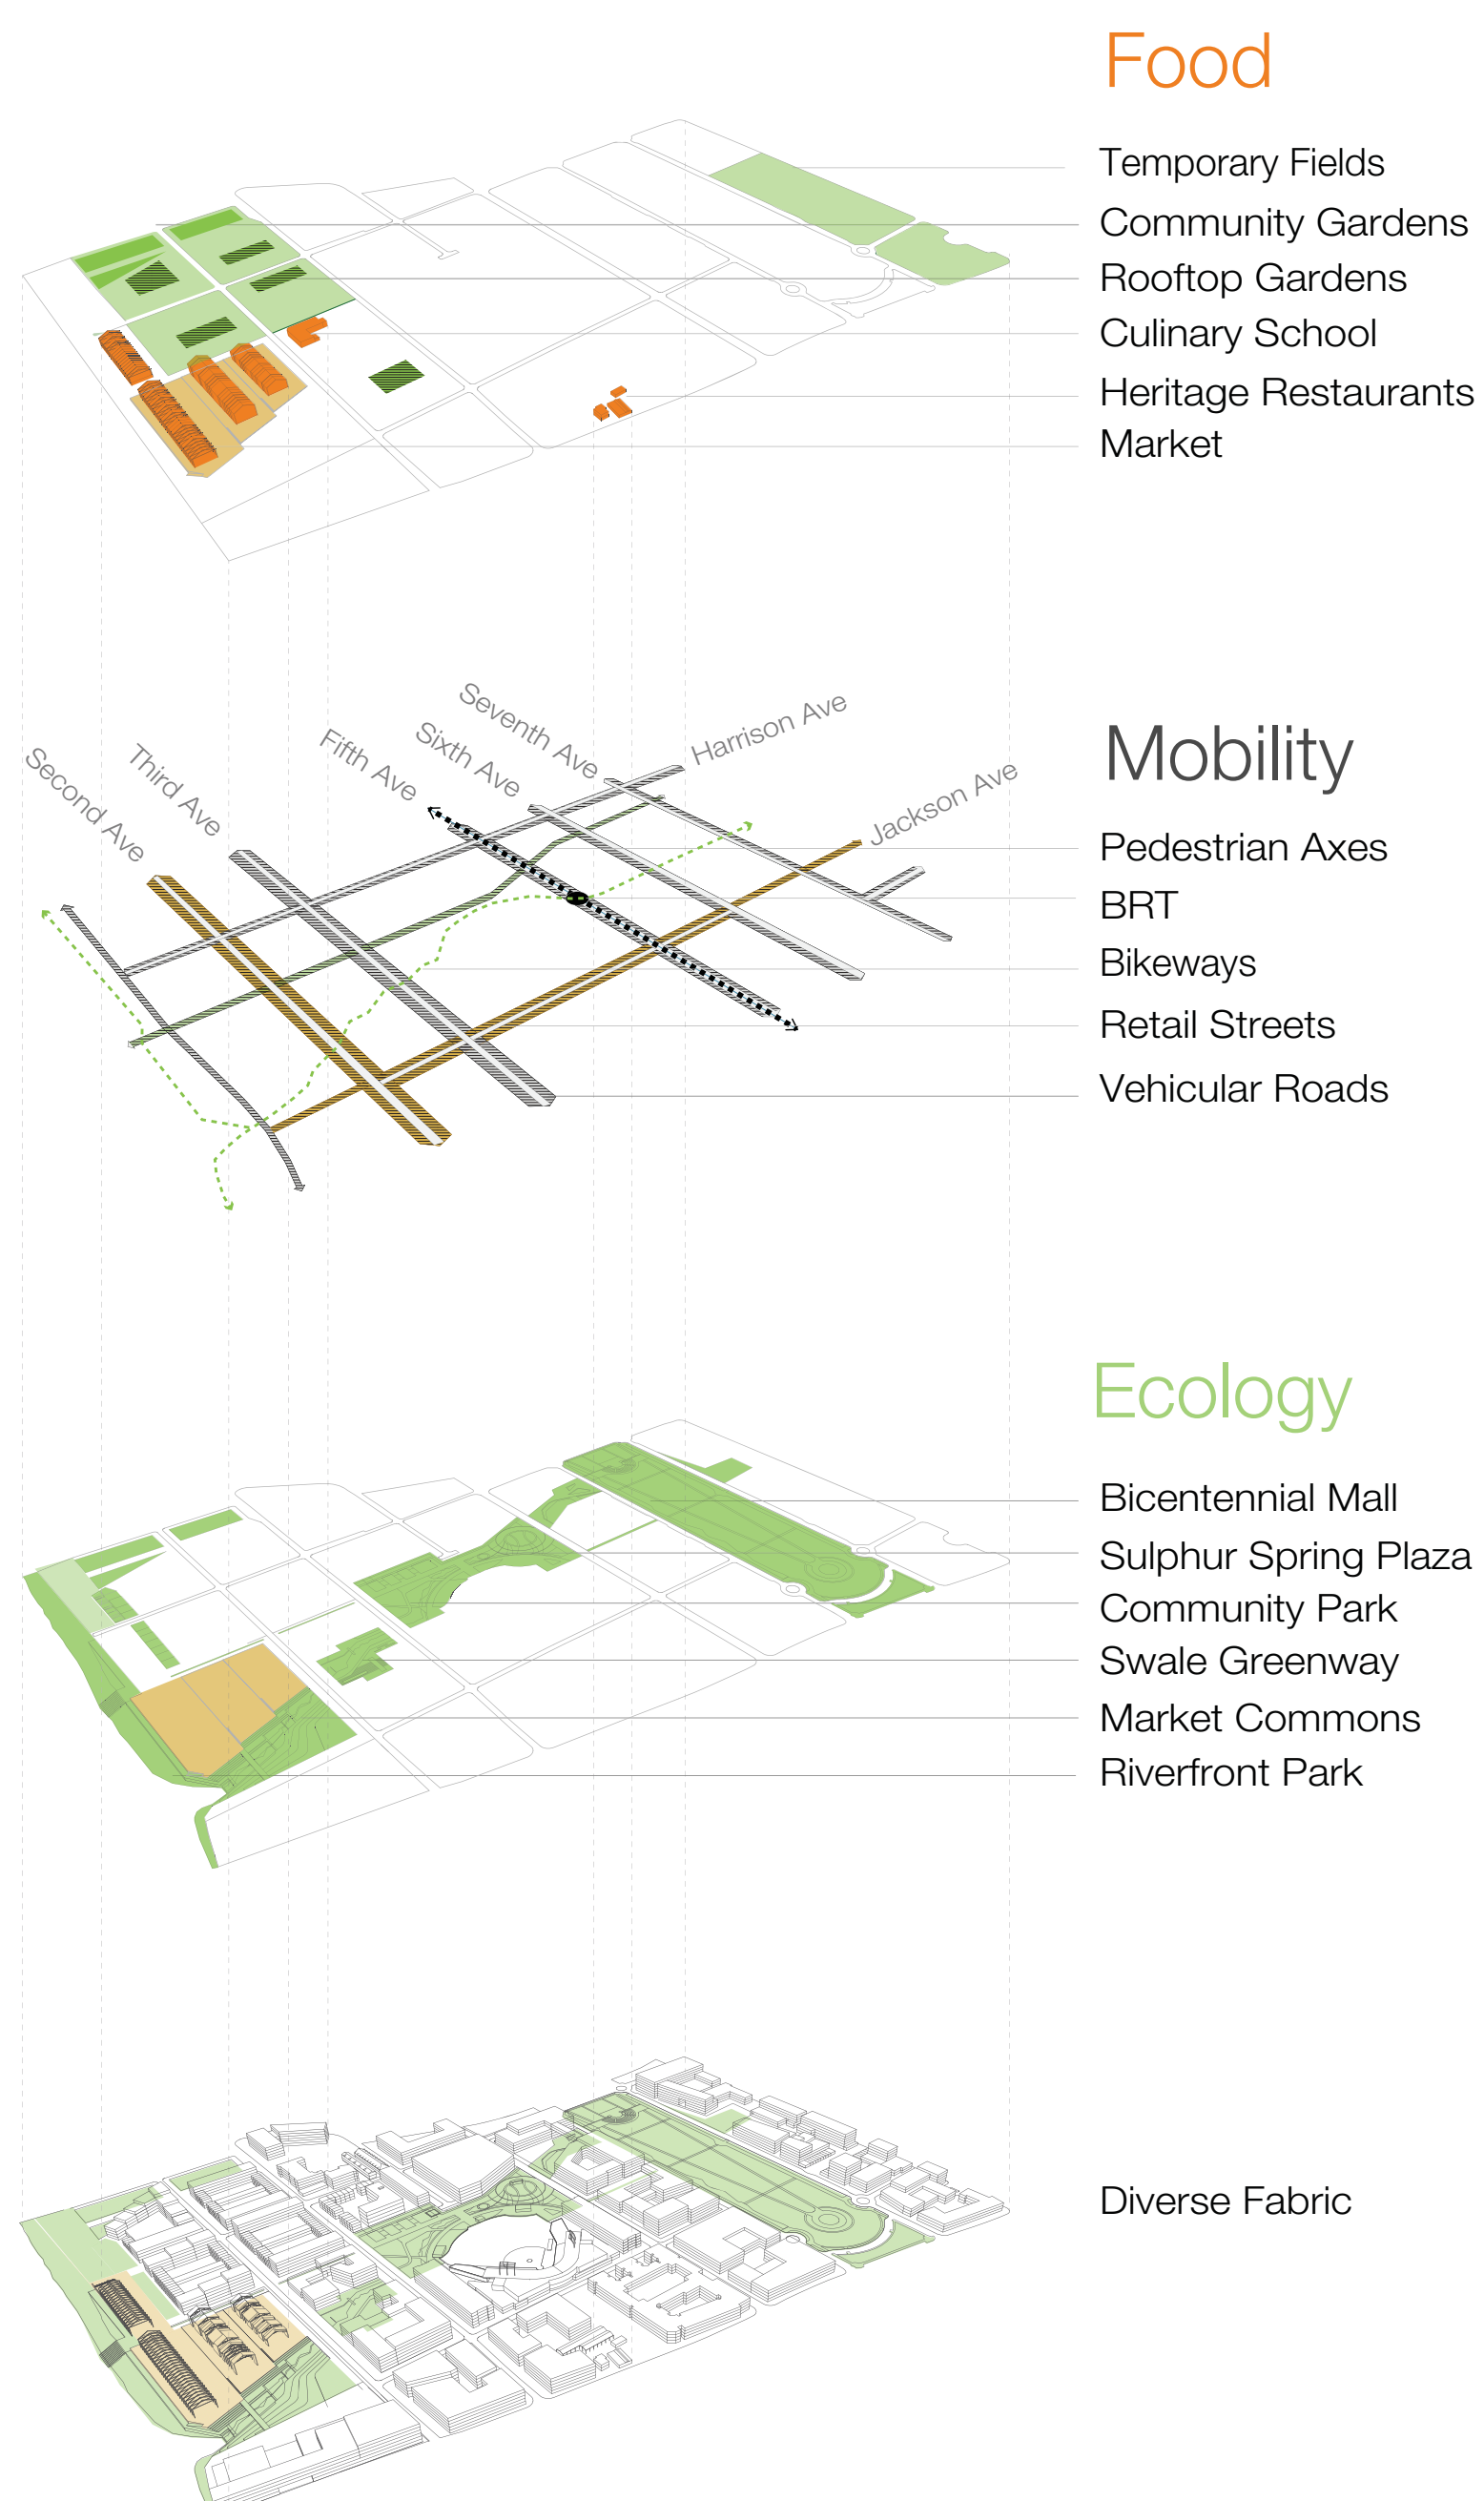 Food
Temporary Fields
Community Gardens
Rooftop Gardens
Culinary School
Heritage Restaurants
Market
Second Ave
Third Ave
Fifth Ave
Sixth Ave
Seventh Ave
Harrison Ave
Jackson Ave
Mobility
Pedestrian Axes
BRT
Bikeways
Retail Streets
Vehicular Roads
Ecology
Bicentennial Mall
Sulphur Spring Plaza
Community Park
Swale Greenway
Market Commons
Riverfront Park
Diverse Fabric